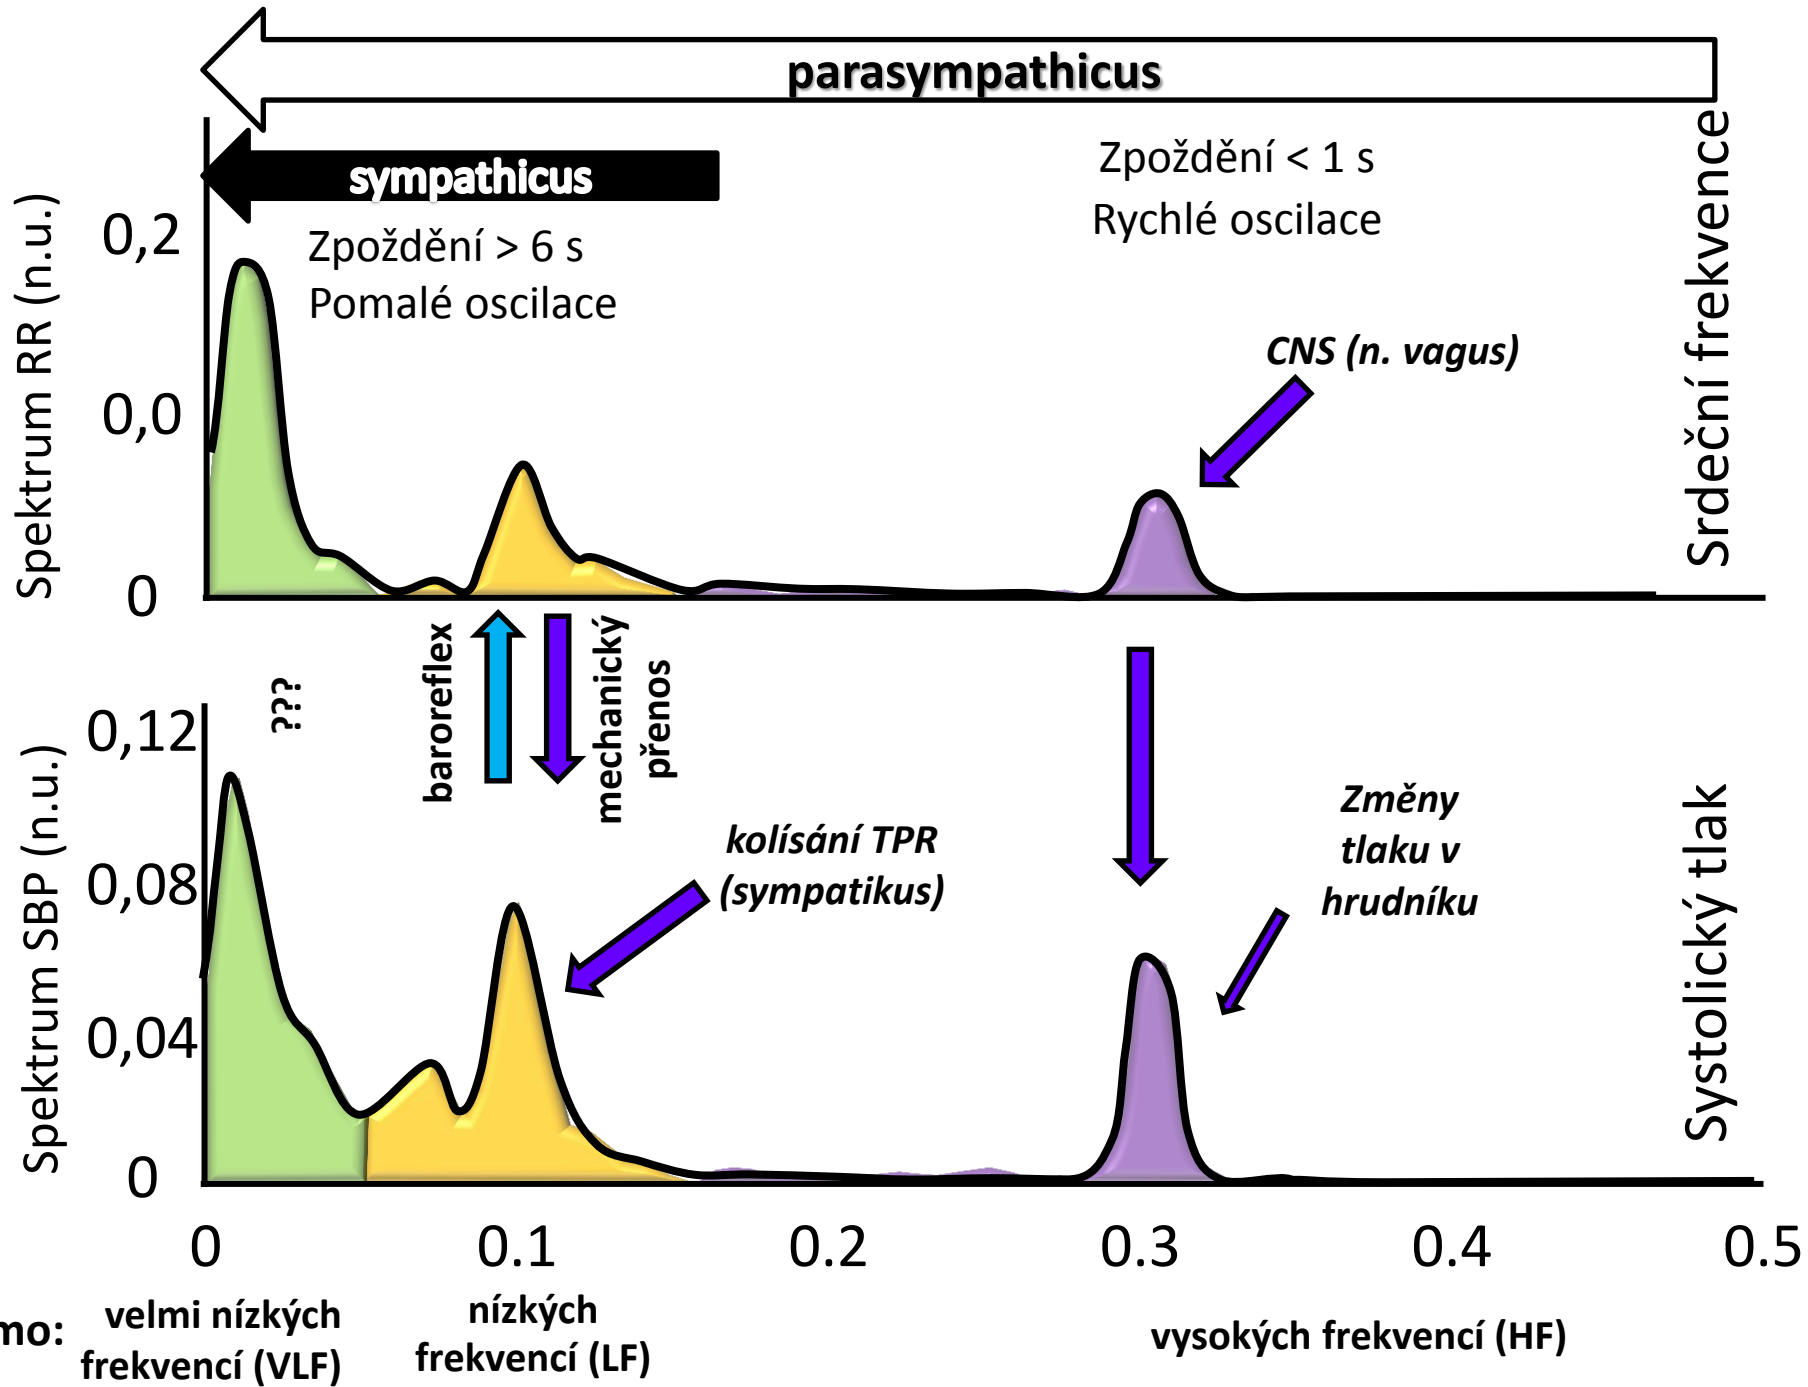 parasympathicus
sympathicus
Zpoždění < 1 s
Rychlé oscilace
Zpoždění > 6 s
Pomalé oscilace
CNS (n. vagus)
Srdeční frekvence
Spektrum RR (n.u.)
0,2
0,0
0
baroreflex
mechanický
přenos
???
Spektrum SBP (n.u.)
0,12
0,08
0,04
0
kolísání TPR
(sympatikus)
Změny
tlaku v
hrudníku
Systolický tlak
0 0.1 0.2 0.3 0.4 0.5
mo:
velmi nízkých
frekvencí (VLF)
nízkých
frekvencí (LF)
vysokých frekvencí (HF)